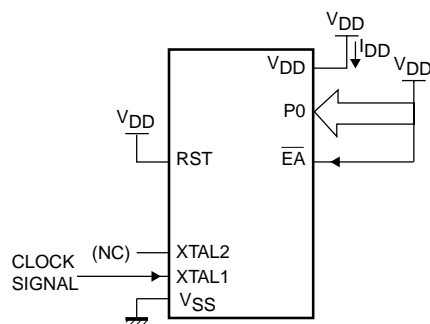 VDD
IDD
VDD
VDD
P0
VDD
RST
EA
(NC)
XTAL2
CLOCK
SIGNAL
XTAL1
VSS